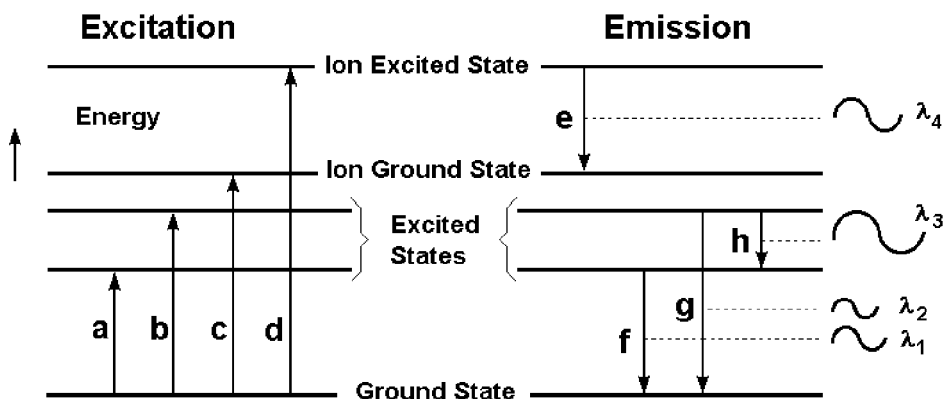 Excitation
Emission
Ion Excited State
Energy
e
λ4
Ion Ground State
Excited
States
h
λ3
a
b
c
d
f
g
λ2
λ1
Ground State